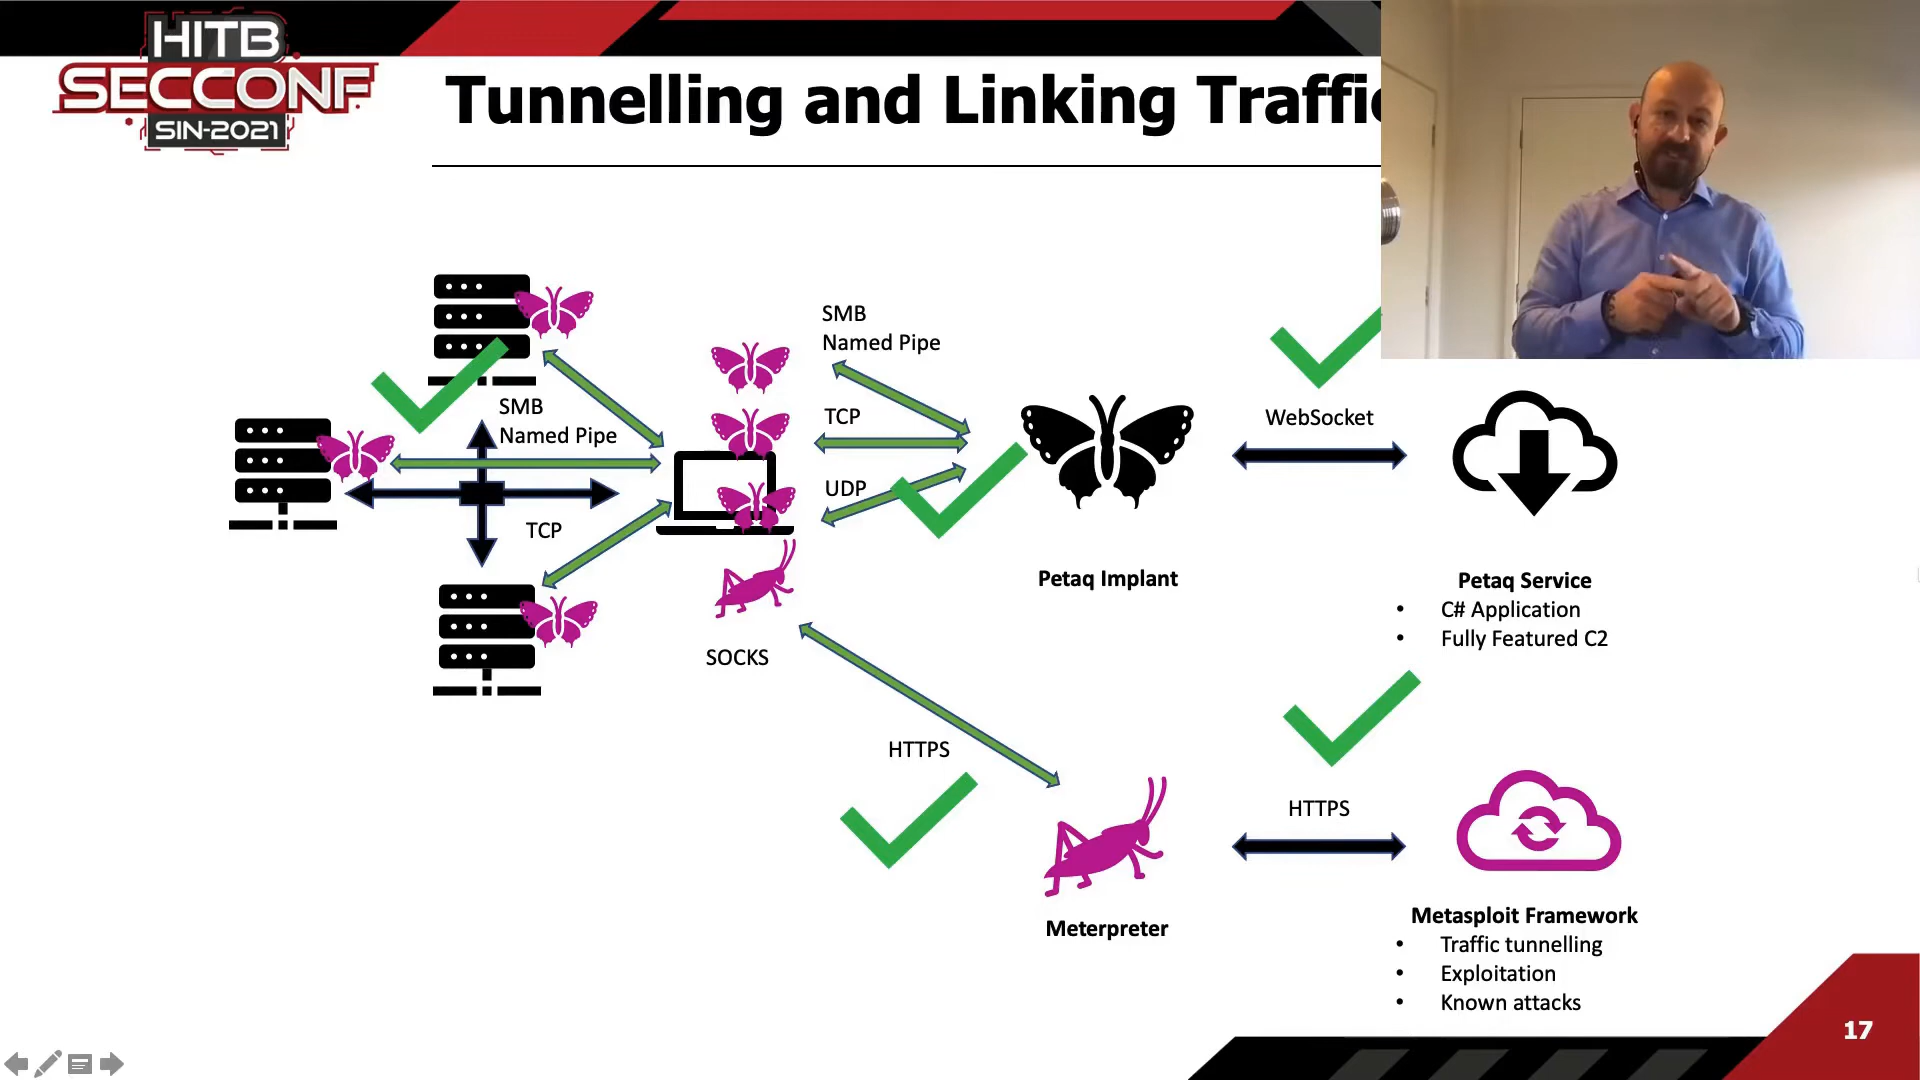 HITB
SECCONF
SIN-2021
Tunnelling and Linking Traffic
SMB
Named Pipe
SMB
Named Pipe
TCP
UDP
TCP
SOCKS
WebSocket
Petaq Implant
Petaq Service
• C# Application
• Fully Featured C2
HTTPS
HTTPS
Meterpreter
Metasploit Framework
• Traffic tunnelling
• Exploitation
• Known attacks
17